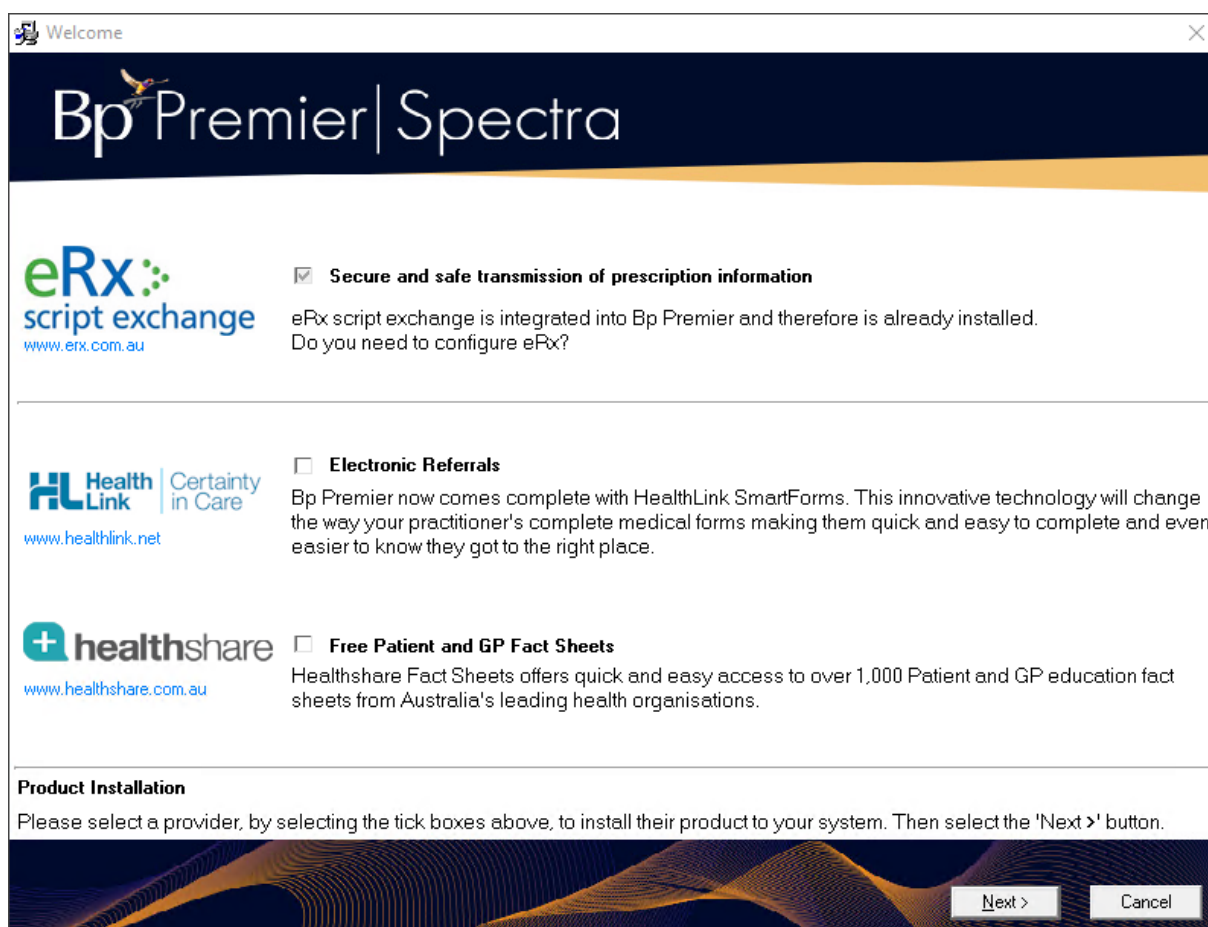 Welcome
Bp Premier | Spectra
eRx
script exchange
www.erx.com.au
Secure and safe transmission of prescription information
eRx script exchange is integrated into Bp Premier and therefore is already installed.
Do you need to configure eRx?
HL Health Link | Certainty in Care
www.healthlink.net
Electronic Referrals
Bp Premier now comes complete with HealthLink SmartForms. This innovative technology will change
the way your practitioner's complete medical forms making them quick and easy to complete and even
easier to know they got to the right place.
healthshare
www.healthshare.com.au
Free Patient and GP Fact Sheets
Healthshare Fact Sheets offers quick and easy access to over 1,000 Patient and GP education fact
sheets from Australia's leading health organisations.
Product Installation
Please select a provider, by selecting the tick boxes above, to install their product to your system. Then select the 'Next >' button.
Next >
Cancel